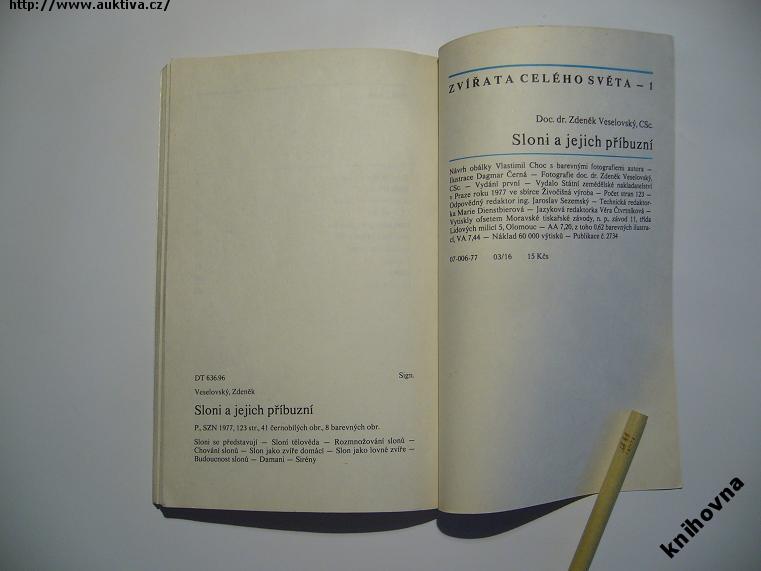 http://www.auktiva.cz/
DT 636.96 Sign.
Veselovský, Zdeněk
Sloni a jejich příbuzní
P., SZN 1977, 123 str., 41 černobílých obr., 8 barevných obr.
Sloni se představují — Sloní tělověda — Rozmnožování slonů —
Chování slonů — Slon jako zvíře domácí — Slon jako lovné zvíře —
Budoucnost slonů — Damani — Sirény
ZVÍŘATA CELÉHO SVĚTA – 1
Doc. dr. Zdeněk Veselovský, CSc.
Sloni a jejich příbuzní
Návrh obálky Vlastimil Choc s barevnými fotografiemi autora —
Ilustrace Dagmar Černá — Fotografie doc. dr. Zdeněk Veselovský,
CSc. — Vydání první — Vydalo Státní zemědělské nakladatelství
v Praze roku 1977 ve sbírce Živočišná výroba — Počet stran 123 —
Odpovědný redaktor ing. Jaroslav Sezemský — Technická redaktor-
ka Marie Dienstbierová — Jazyková redaktorka Věra Čtvrtníková —
Vytiskly ofsetem Moravské tiskařské závody, n. p., závod 11, třída
Lidových milicí 5, Olomouc — AA 7,20, z toho 0,62 barevných ilustra-
cí, VA 7,44 — Náklad 60 000 výtisků — Publikace č. 2734
07-006-77 03/16 15 Kčs
knihovna